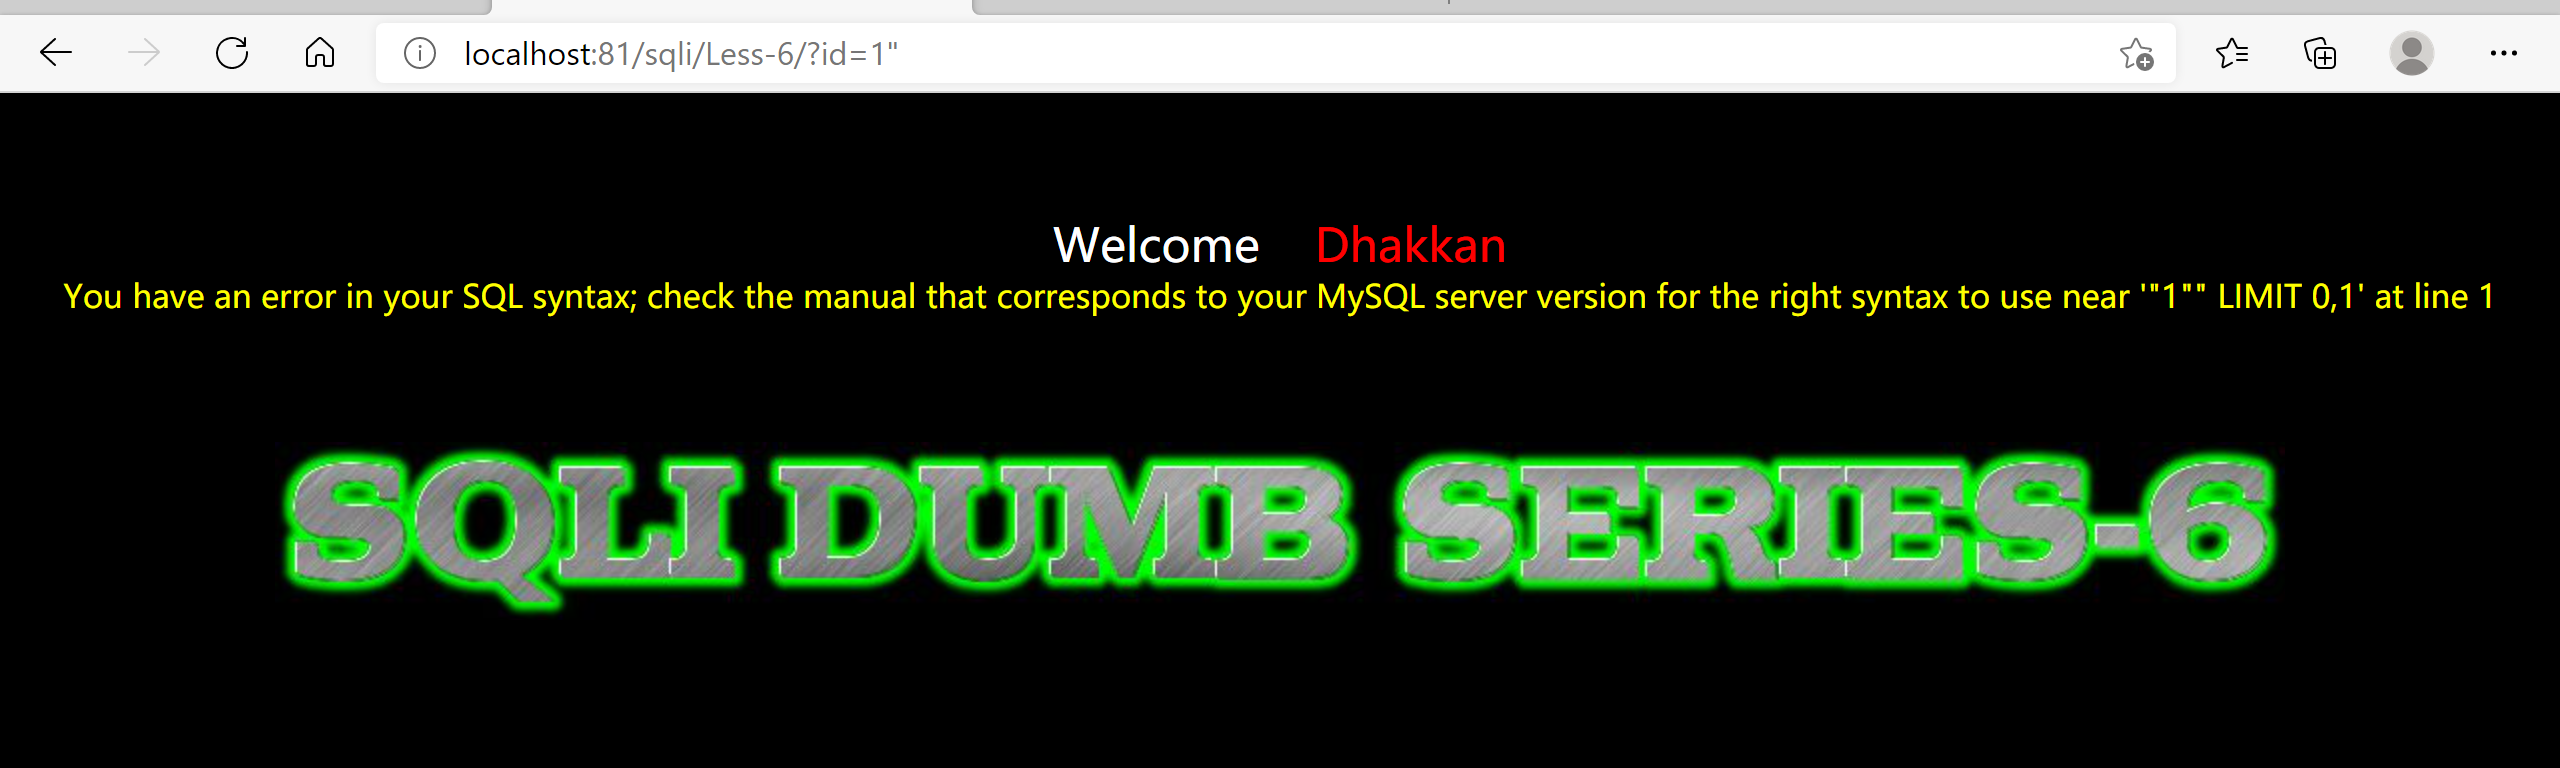 localhost:81/sqli/Less-6/?id=1"
Welcome Dhakkan
You have an error in your SQL syntax; check the manual that corresponds to your MySQL server version for the right syntax to use near '"1"" LIMIT 0,1' at line 1
SQLI DUMB SERIES-6